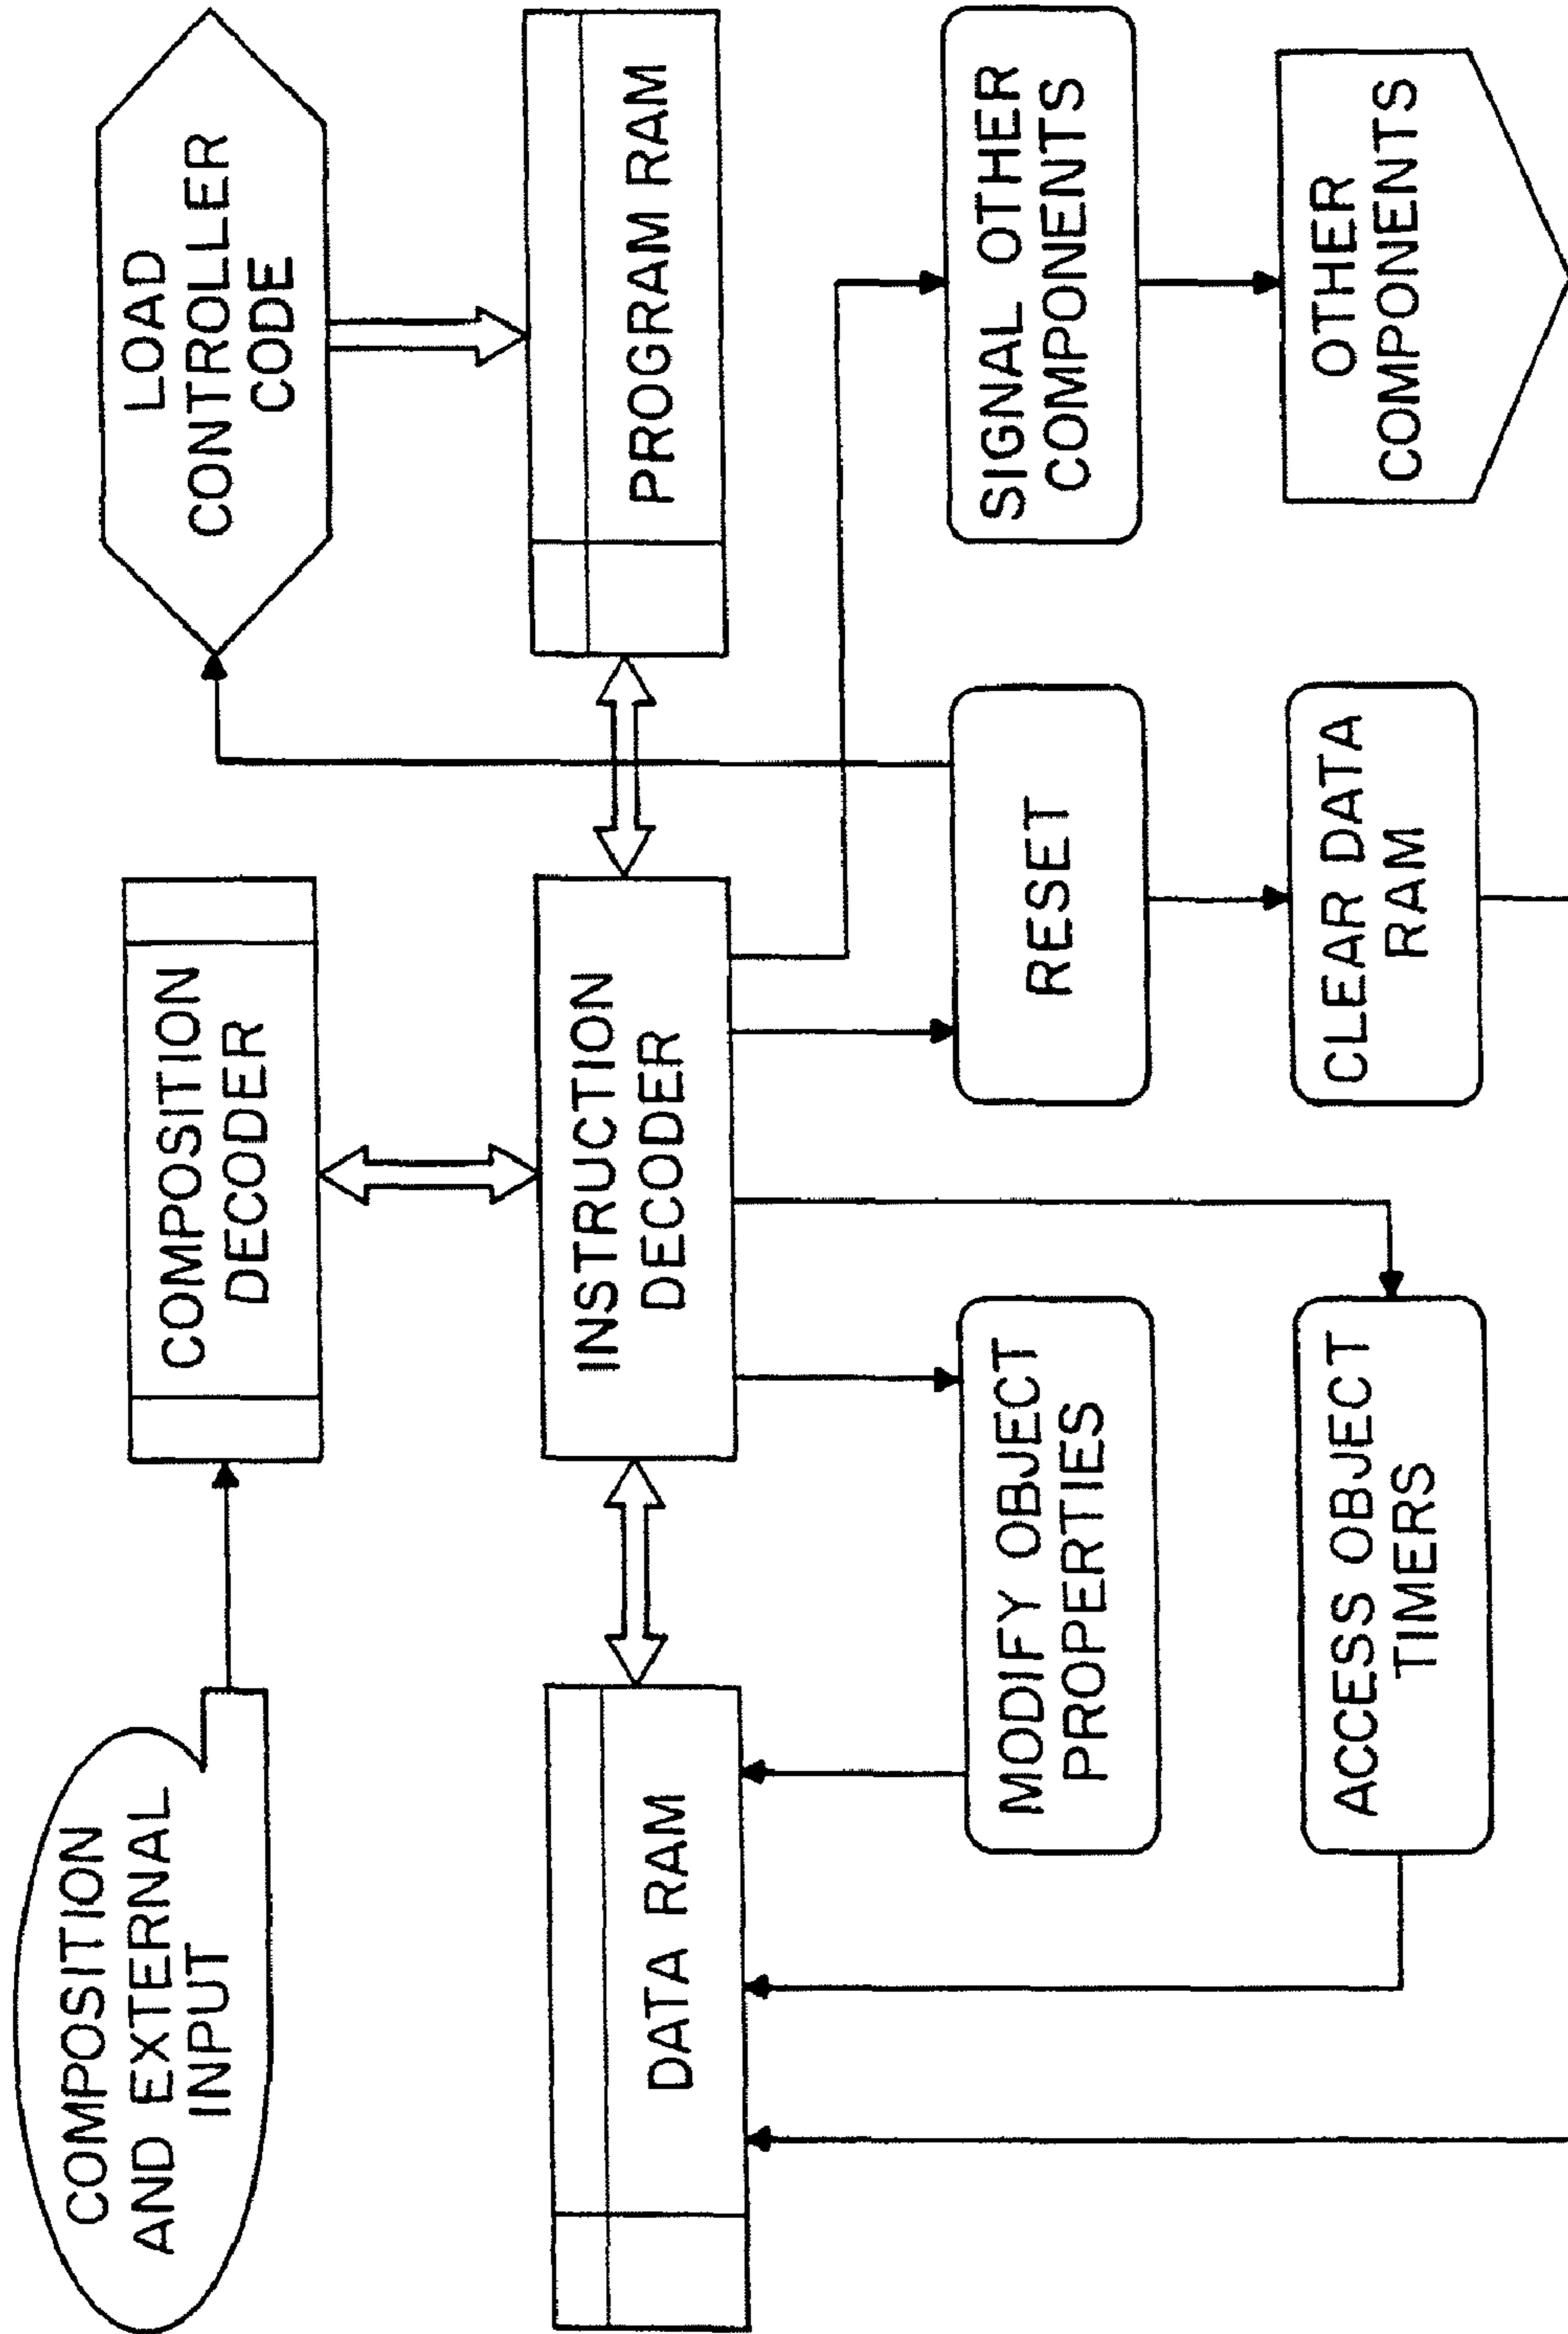 COMPOSITION
AND EXTERNAL
INPUT
COMPOSITION
DECODER
LOAD
CONTROLLER
CODE
DATA RAM
INSTRUCTION
DECODER
PROGRAM RAM
MODIFY OBJECT
PROPERTIES
RESET
SIGNAL OTHER
COMPONENTS
ACCESS OBJECT
TIMERS
CLEAR DATA
RAM
OTHER
COMPONENTS